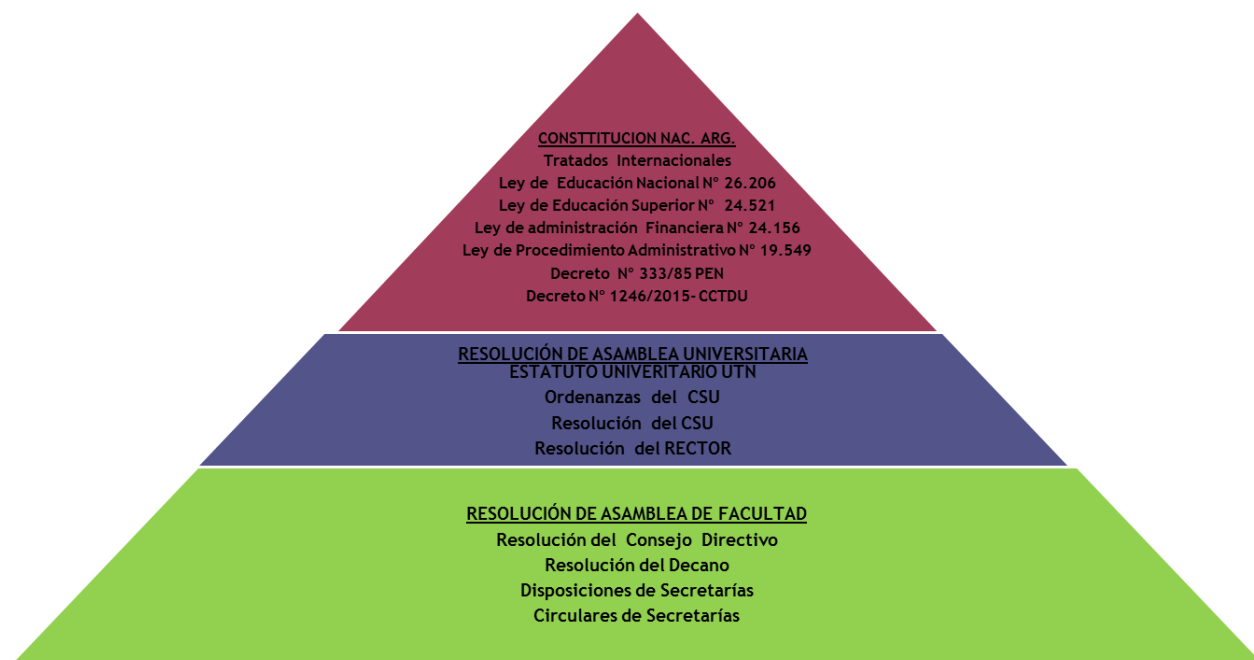 CONSTTITUCION NAC. ARG.
Tratados Internacionales
Ley de Educación Nacional N° 26.206
Ley de Educación Superior N° 24.521
Ley de administración Financiera N° 24.156
Ley de Procedimiento Administrativo N° 19.549
Decreto N° 333/85 PEN
Decreto N° 1246/2015- CCTDU
RESOLUCIÓN DE ASAMBLEA UNIVERSITARIA
ESTATUTO UNIVERITARIO UTN
Ordenanzas del CSU
Resolución del CSU
Resolución del RECTOR
RESOLUCIÓN DE ASAMBLEA DE FACULTAD
Resolución del Consejo Directivo
Resolución del Decano
Disposiciones de Secretarías
Circulares de Secretarías